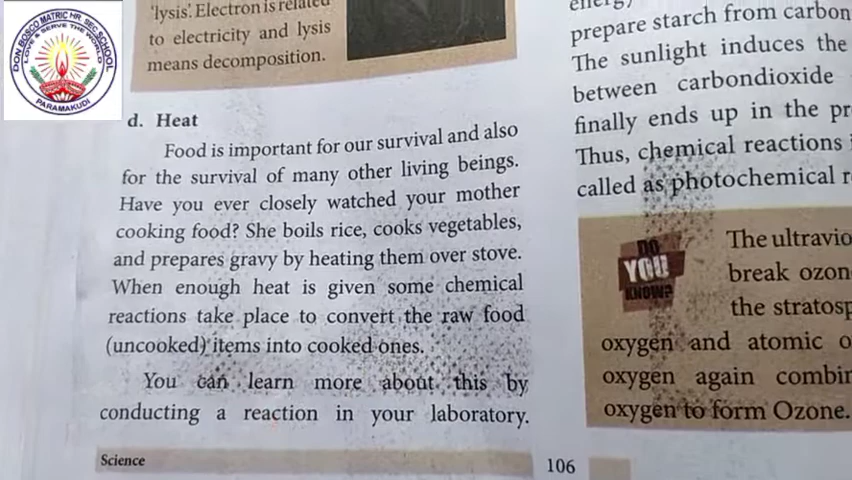 DON BOSCO MATRIC HR. SEC. SCHOOL
LOVE & SERVE THE WORLD
PARAMAKUDI
'lysis'. Electron is related
to electricity and lysis
means decomposition.
d. Heat
Food is important for our survival and also
for the survival of many other living beings.
Have you ever closely watched your mother
cooking food? She boils rice, cooks vegetables,
and prepares gravy by heating them over stove.
When enough heat is given some chemical
reactions take place to convert the raw food
(uncooked) items into cooked ones.
You can learn more about this by
conducting a reaction in your laboratory.
Science
106
energy
prepare starch from carbon
The sunlight induces the
between carbondioxide
finally ends up in the
Thus, chemical reactions
called as photochemical
DO
YOU
KNOW?
The
break
the
oxygen and atomic
oxygen again
oxygen to form Ozone.